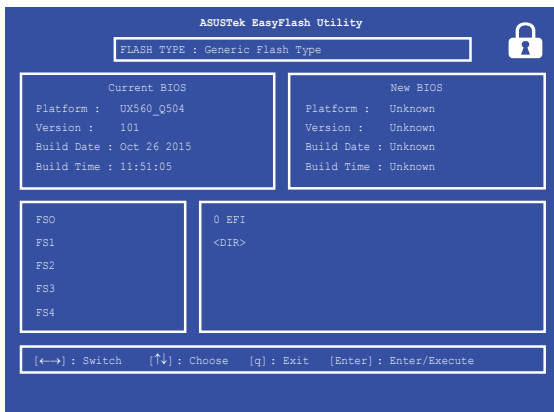 ASUSTek EasyFlash Utility
FLASH TYPE : Generic Flash Type
Current BIOS
Platform : UX560_Q504
Version : 101
Build Date : Oct 26 2015
Build Time : 11:51:05
New BIOS
Platform : Unknown
Version : Unknown
Build Date : Unknown
Build Time : Unknown
FS0
FS1
FS2
FS3
FS4
0 EFI
<DIR>
[←→] : Switch [↑↓] : Choose [q] : Exit [Enter] : Enter/Execute